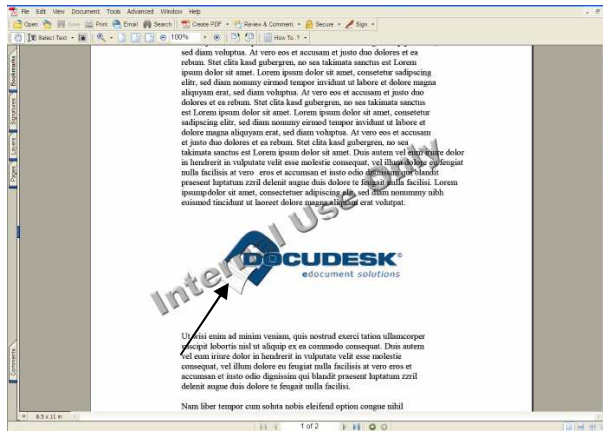 File Edit View Document Tools Advanced Window Help
Open Save Print Email Search Create PDF Review & Comment Secure Sign
Select Text 100% How To..?
Bookmarks
Signatures
Layers
Pages
Comments
sed diam voluptua. At vero eos et accusam et justo duo dolores et ea
rebum. Stet clita kasd gubergren, no sea takimata sanctus est Lorem
ipsum dolor sit amet. Lorem ipsum dolor sit amet, consetetur sadipscing
elitr, sed diam nonumy eirmod tempor invidunt ut labore et dolore magna
aliquyam erat, sed diam voluptua. At vero eos et accusam et justo duo
dolores et ea rebum. Stet clita kasd gubergren, no sea takimata sanctus
est Lorem ipsum dolor sit amet. Lorem ipsum dolor sit amet, consetetur
sadipscing elitr, sed diam nonumy eirmod tempor invidunt ut labore et
dolore magna aliquyam erat, sed diam voluptua. At vero eos et accusam
et justo duo dolores et ea rebum. Stet clita kasd gubergren, no sea
takimata sanctus est Lorem ipsum dolor sit amet. Duis autem vel eum iriure dolor
in hendrerit in vulputate velit esse molestie consequat, vel illum dolore eu feugiat
nulla facilisis at vero eros et accumsan et iusto odio dignissim qui blandit
praesent luptatum zzril delenit augue duis dolore te feugait nulla facilisi. Lorem
ipsum dolor sit amet, consectetuer adipiscing elit, sed diam nonummy nibh
euismod tincidunt ut laoreet dolore magna aliquam erat volutpat.
Internal Use Only
DOCUDESK®
edocument solutions
Ut wisi enim ad minim veniam, quis nostrud exerci tation ullamcorper
suscipit lobortis nisl ut aliquip ex ea commodo consequat. Duis autem
vel eum iriure dolor in hendrerit in vulputate velit esse molestie
consequat, vel illum dolore eu feugiat nulla facilisis at vero eros et
accumsan et iusto odio dignissim qui blandit praesent luptatum zzril
delenit augue duis dolore te feugait nulla facilisi.
Nam liber tempor cum soluta nobis eleifend option congue nihil
8.5 x 11 in
1 of 2